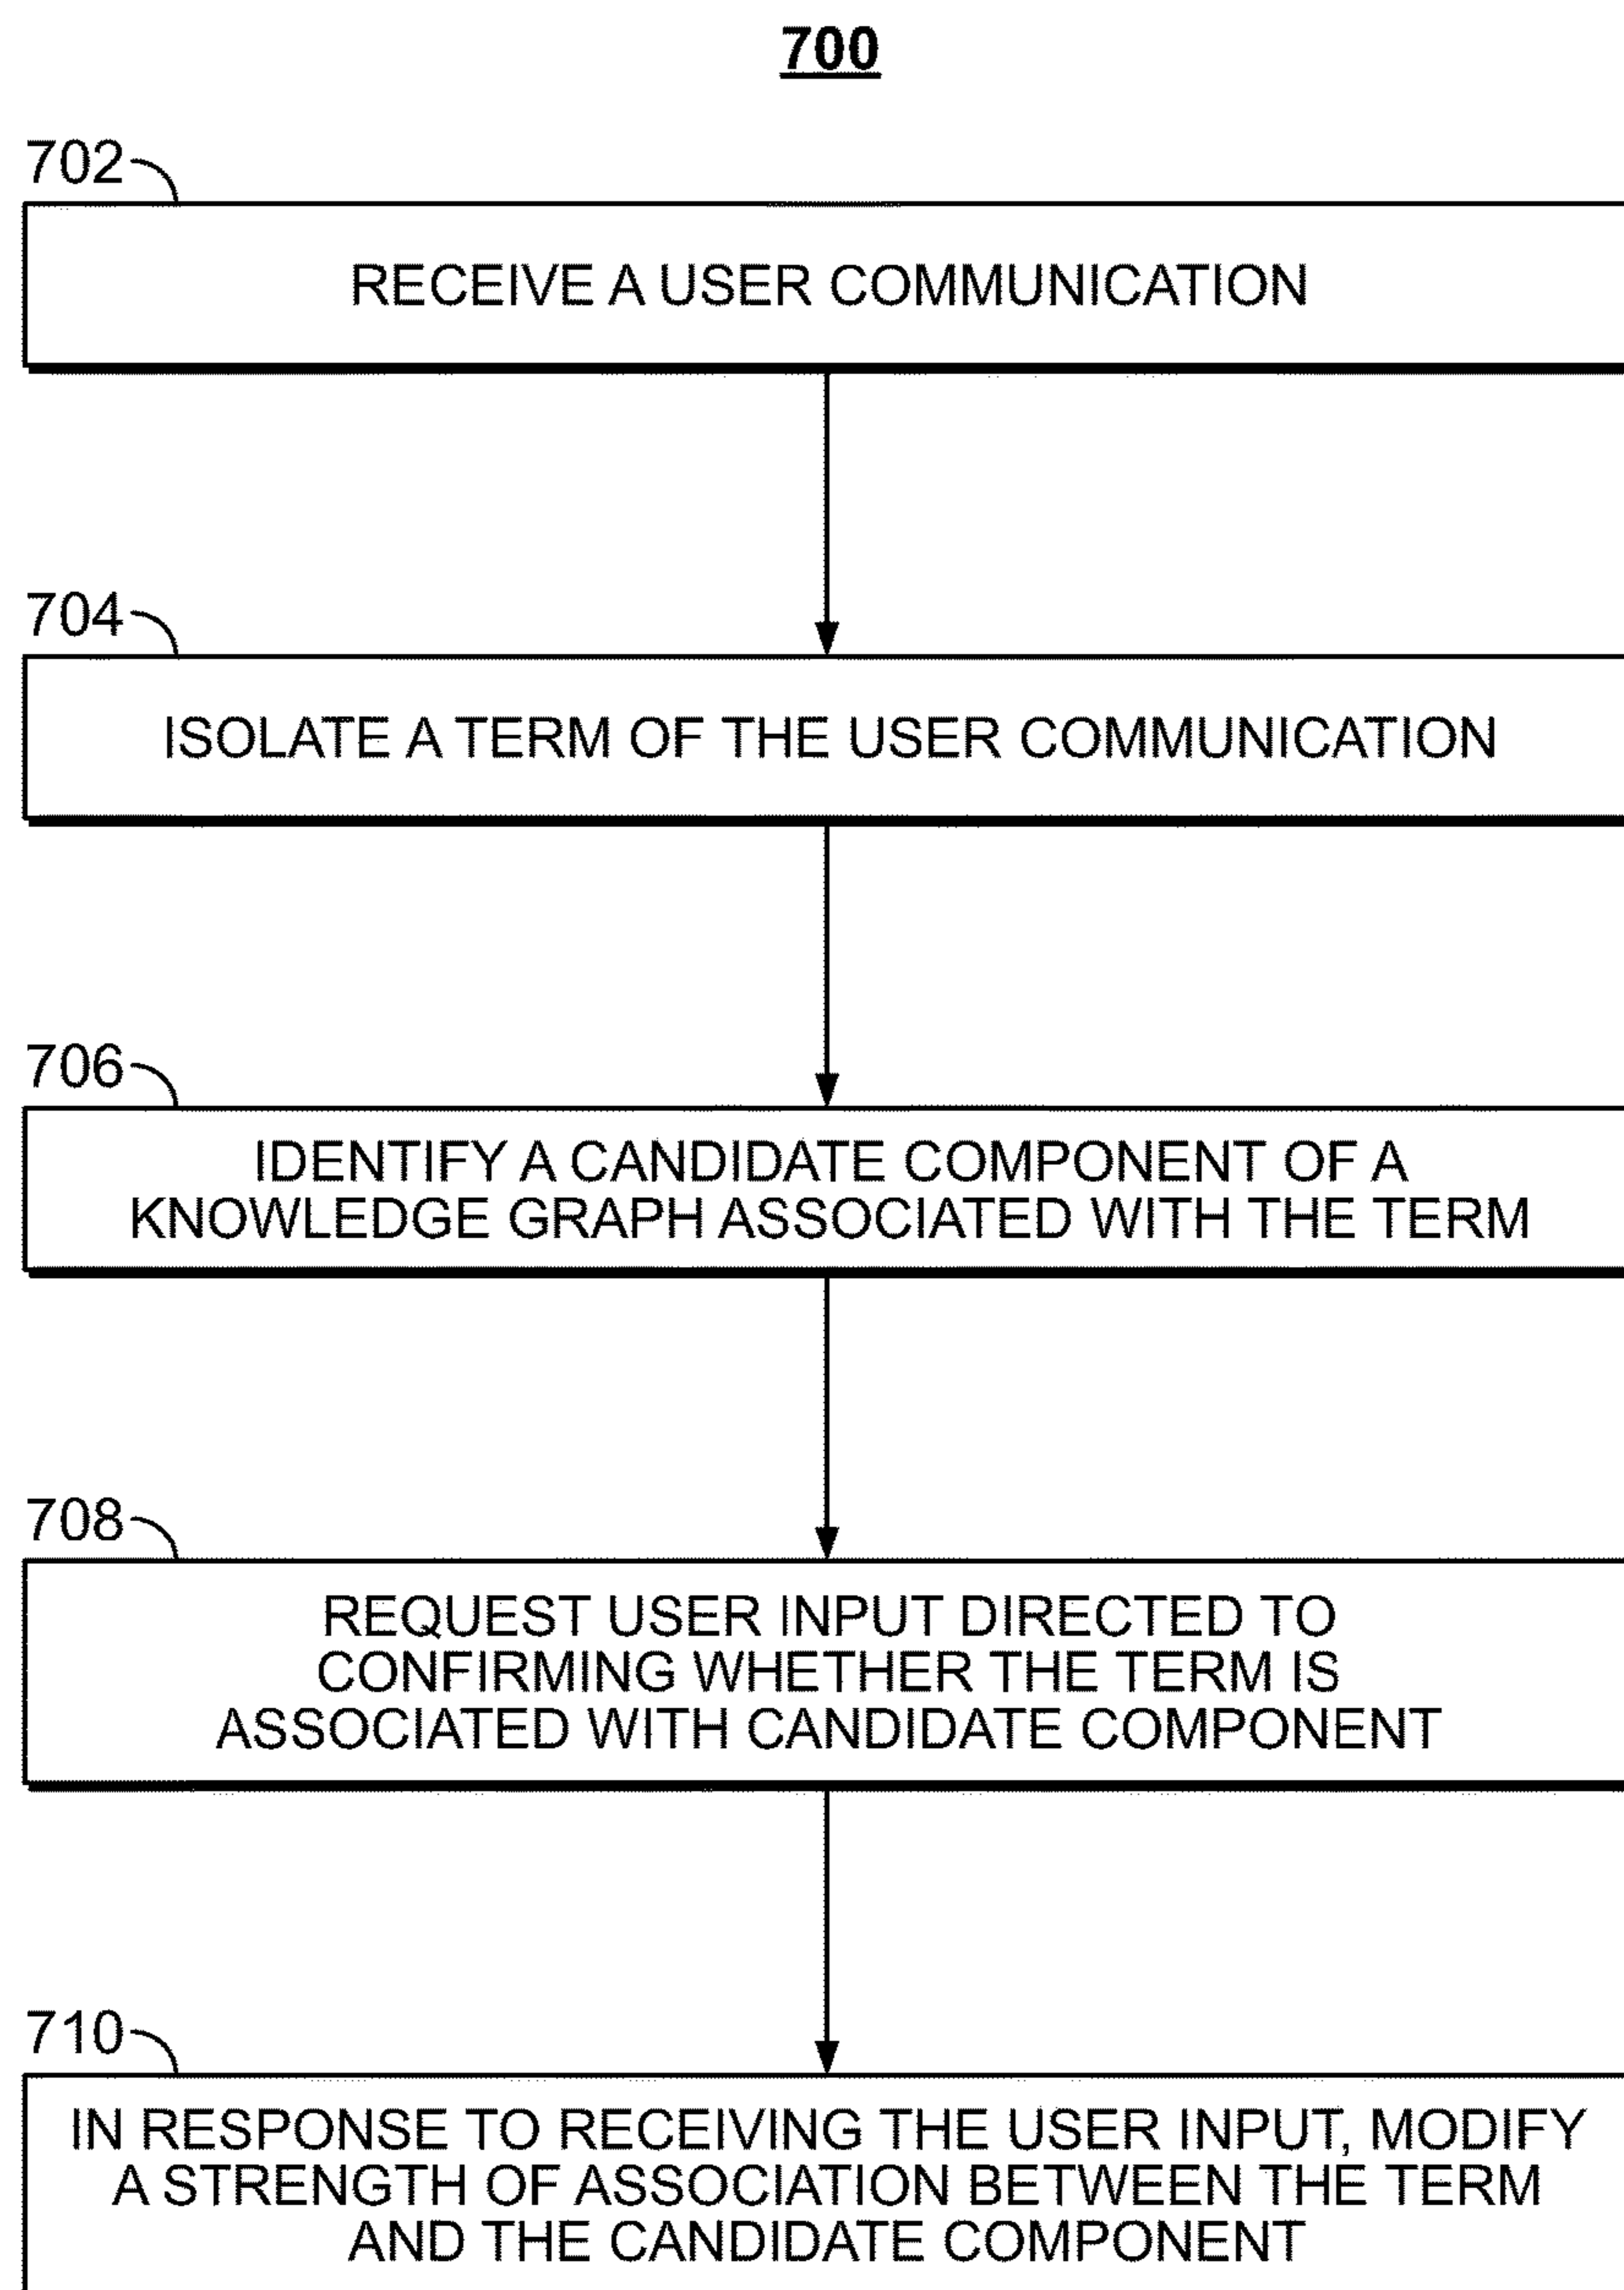 700
702
RECEIVE A USER COMMUNICATION
704
ISOLATE A TERM OF THE USER COMMUNICATION
706
IDENTIFY A CANDIDATE COMPONENT OF A
KNOWLEDGE GRAPH ASSOCIATED WITH THE TERM
708
REQUEST USER INPUT DIRECTED TO
CONFIRMING WHETHER THE TERM IS
ASSOCIATED WITH CANDIDATE COMPONENT
710
IN RESPONSE TO RECEIVING THE USER INPUT, MODIFY
A STRENGTH OF ASSOCIATION BETWEEN THE TERM
AND THE CANDIDATE COMPONENT